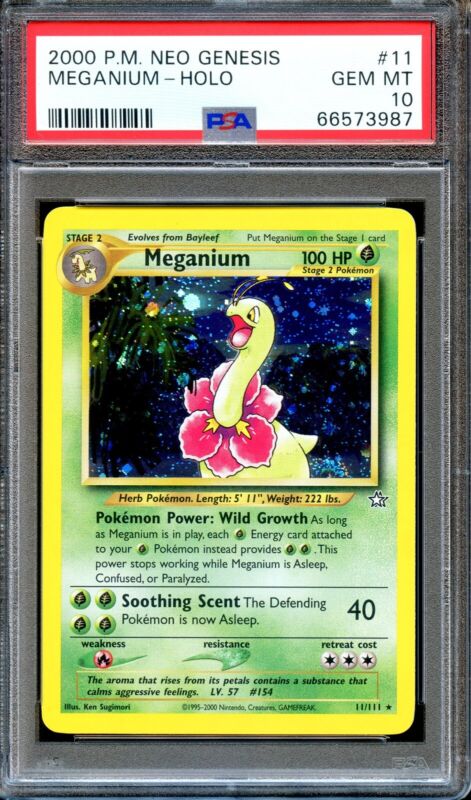 2000 P.M. NEO GENESIS #11
MEGANIUM – HOLO GEM MT
10
PSA 66573987
STAGE 2 Evolves from Bayleef Put Meganium on the Stage 1 card
Meganium 100 HP
Stage 2 Pokémon
Herb Pokémon. Length: 5' 11", Weight: 222 lbs.
Pokémon Power: Wild Growth As long
as Meganium is in play, each Energy card attached
to your Pokémon instead provides . This
power stops working while Meganium is Asleep,
Confused, or Paralyzed.
Soothing Scent The Defending
Pokémon is now Asleep. 40
weakness resistance retreat cost
The aroma that rises from its petals contains a substance that
calms aggressive feelings. LV. 57 #154
Illus. Ken Sugimori ©1995-2000 Nintendo, Creatures, GAMEFREAK. 11/111 ★
PSA